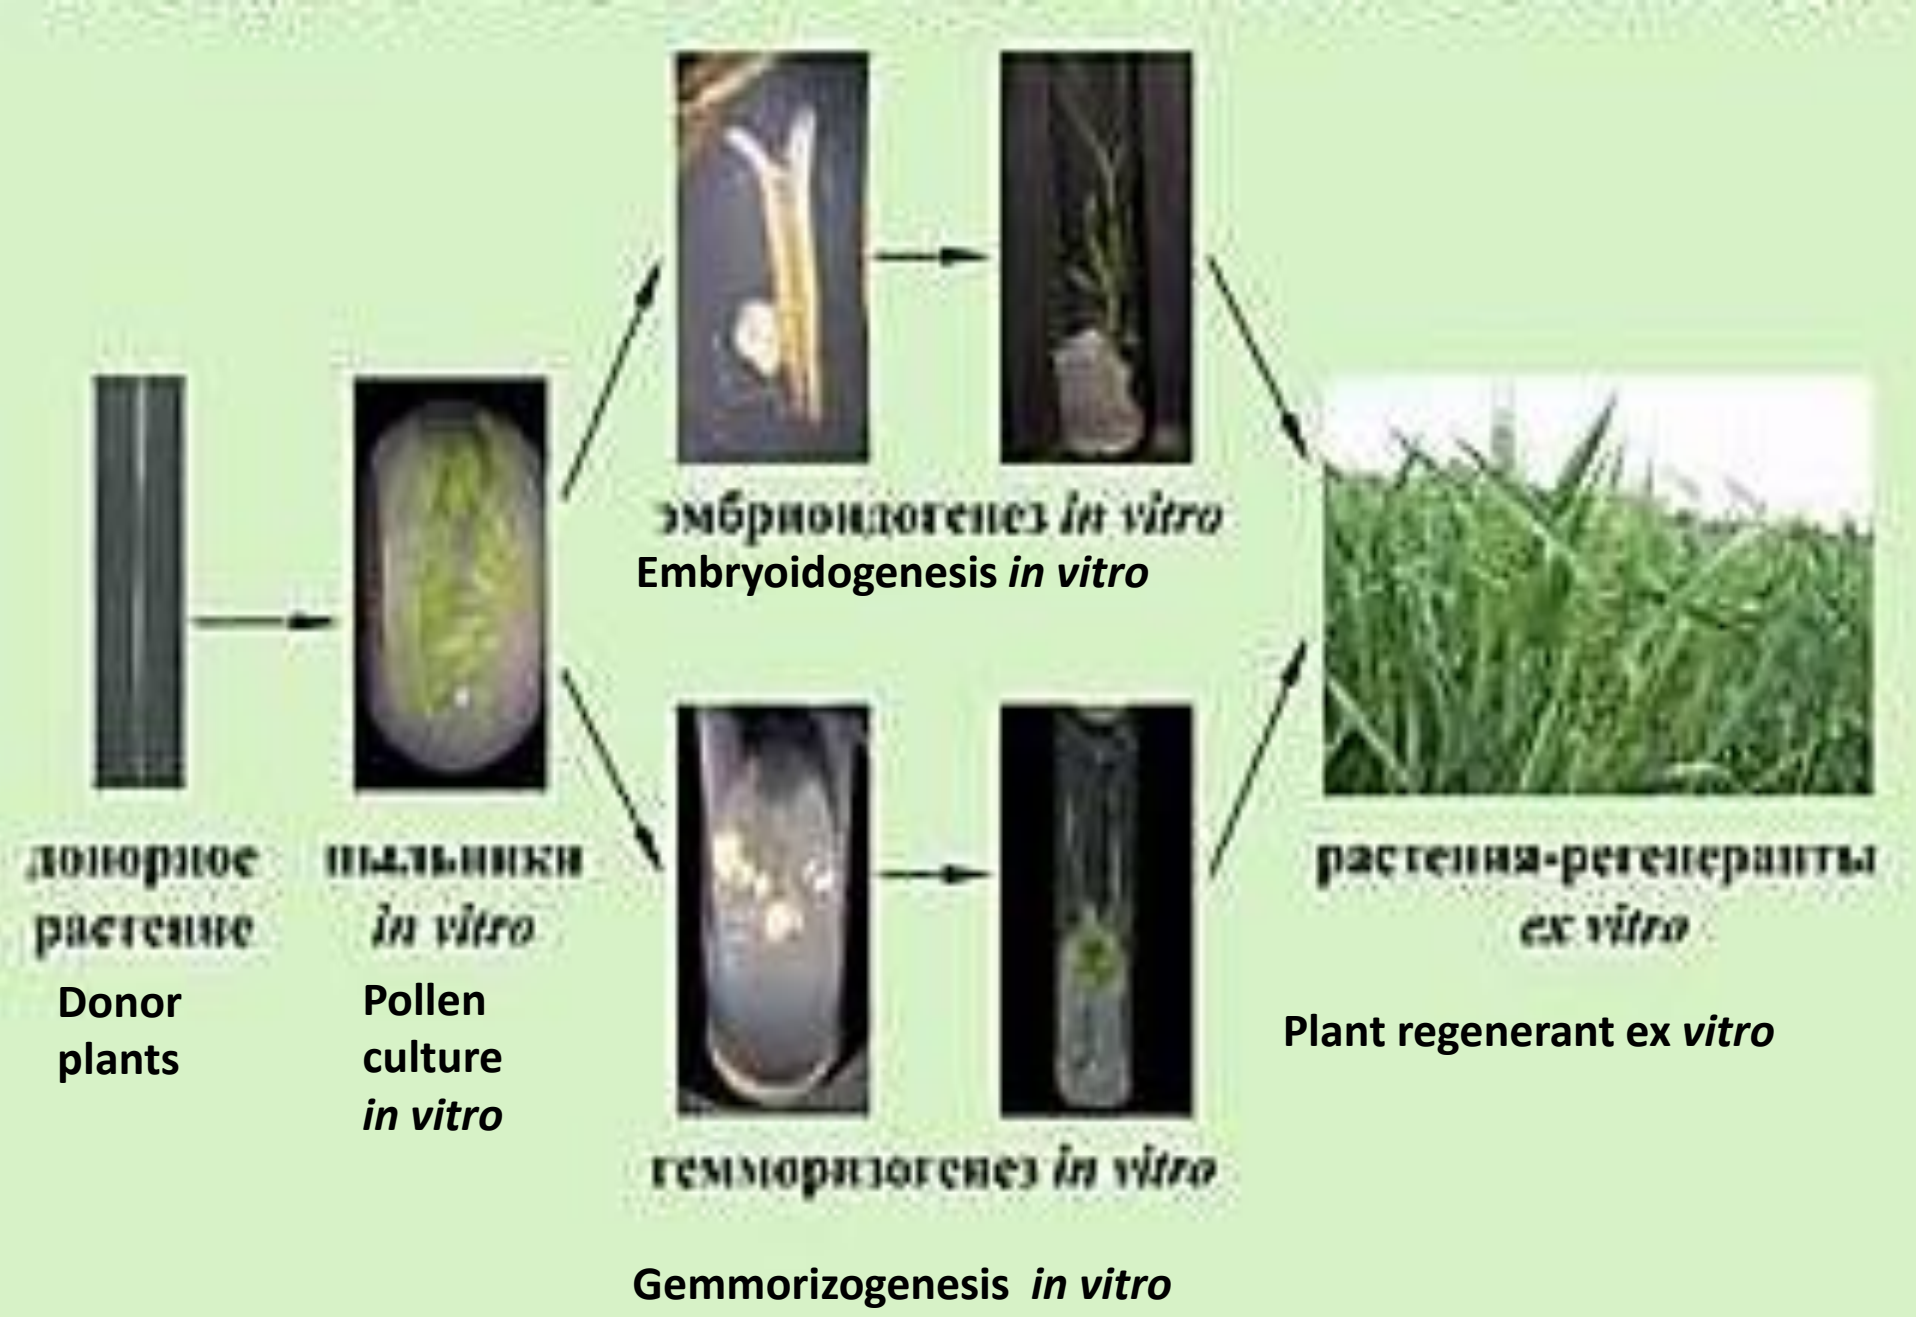 эмбриоидогенез in vitro
Embryoidogenesis in vitro
донорное
растение
Donor
plants
пыльники
in vitro
Pollen
culture
in vitro
растения-регенеранты
ex vitro
Plant regenerant ex vitro
гемморизогенез in vitro
Gemmorizogenesis in vitro